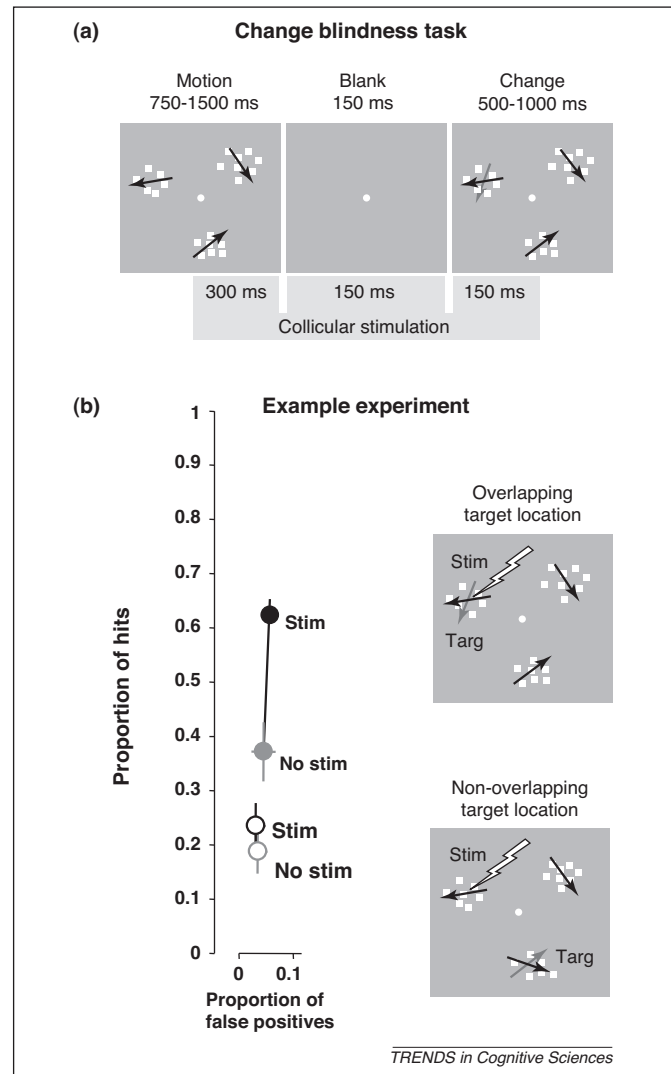 (a) Change blindness task
Motion
750-1500 ms
Blank
150 ms
Change
500-1000 ms
300 ms
150 ms
150 ms
Collicular stimulation
(b) Example experiment
1
0.9
0.8
0.7
0.6
0.5
0.4
0.3
0.2
0.1
0
Proportion of hits
Stim
No stim
Stim
No stim
0 0.1
Proportion of
false positives
Overlapping
target location
Stim
Targ
Non-overlapping
target location
Stim
Targ
TRENDS in Cognitive Sciences